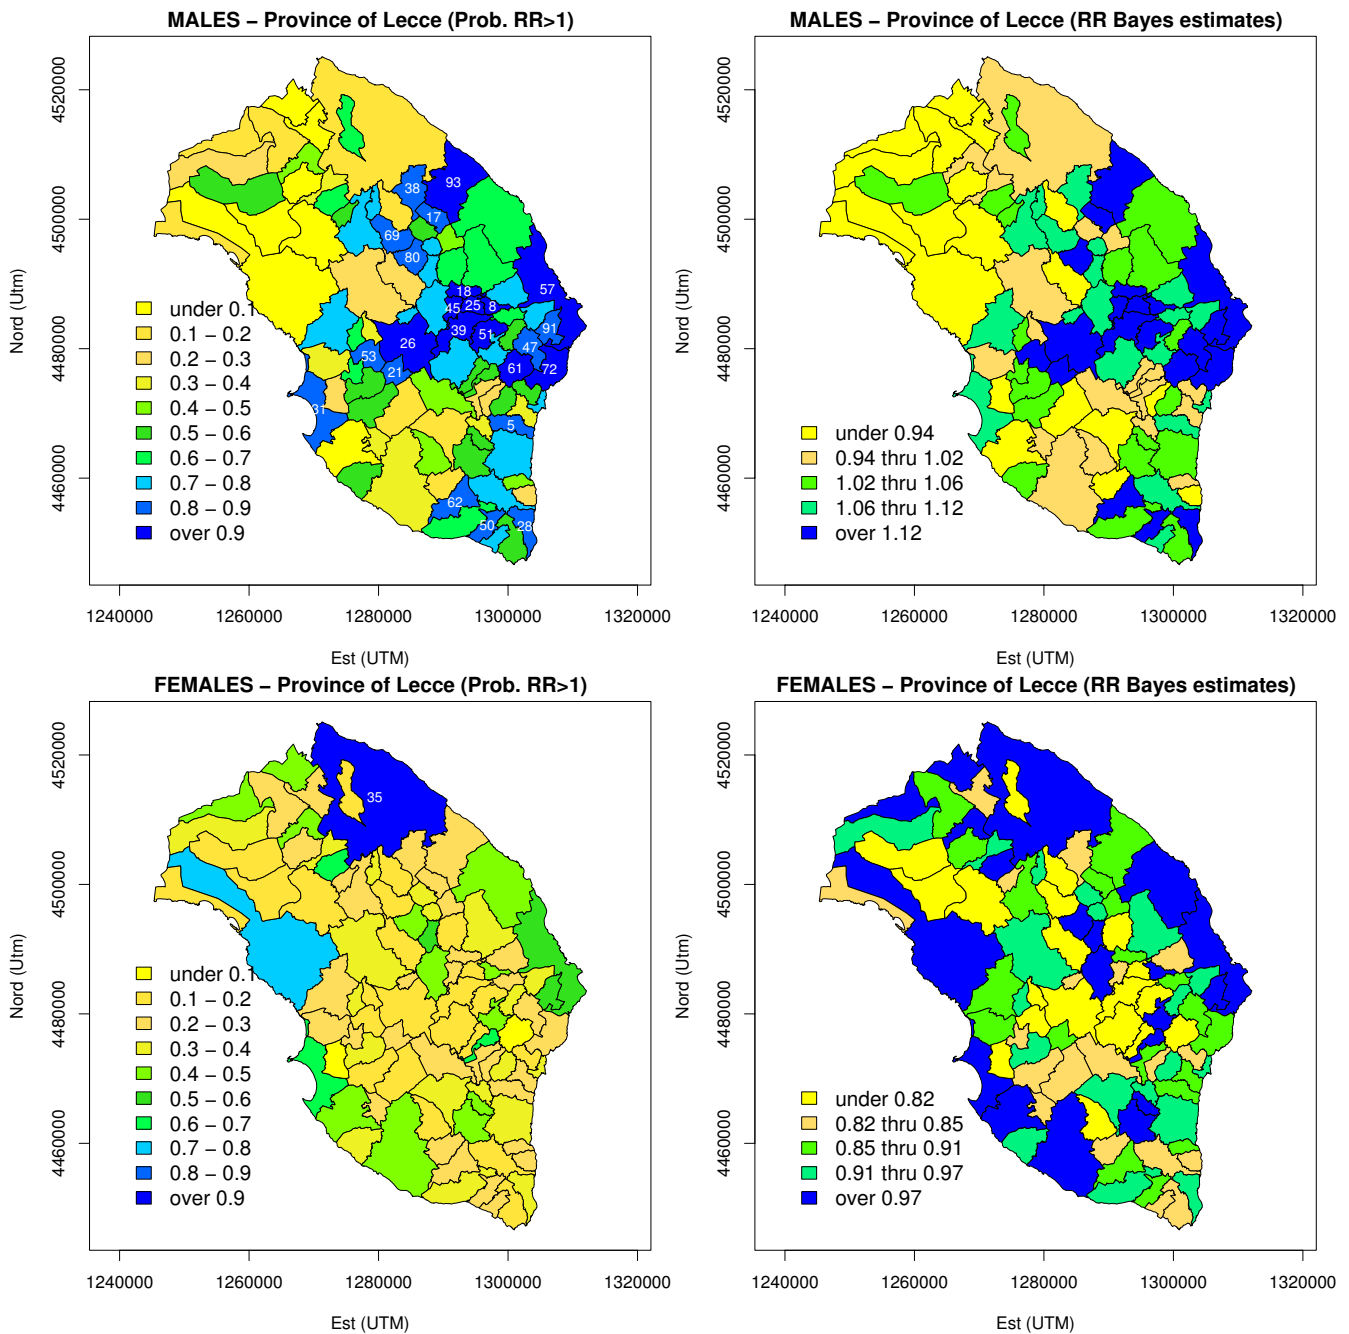 MALES – Province of Lecce (Prob. RR>1)
Nord (Utm)
4520000
4500000
4480000
4460000
93
38
17
69
80
57
18
45 25 8
91
39
51
26
47
53
61
72
21
31
5
62
50
28
under 0.1
0.1 – 0.2
0.2 – 0.3
0.3 – 0.4
0.4 – 0.5
0.5 – 0.6
0.6 – 0.7
0.7 – 0.8
0.8 – 0.9
over 0.9
1240000 1260000 1280000 1300000 1320000
Est (UTM)
MALES – Province of Lecce (RR Bayes estimates)
Nord (Utm)
4520000
4500000
4480000
4460000
under 0.94
0.94 thru 1.02
1.02 thru 1.06
1.06 thru 1.12
over 1.12
1240000 1260000 1280000 1300000 1320000
Est (UTM)
FEMALES – Province of Lecce (Prob. RR>1)
Nord (Utm)
4520000
4500000
4480000
4460000
35
under 0.1
0.1 – 0.2
0.2 – 0.3
0.3 – 0.4
0.4 – 0.5
0.5 – 0.6
0.6 – 0.7
0.7 – 0.8
0.8 – 0.9
over 0.9
1240000 1260000 1280000 1300000 1320000
Est (UTM)
FEMALES – Province of Lecce (RR Bayes estimates)
Nord (Utm)
4520000
4500000
4480000
4460000
under 0.82
0.82 thru 0.85
0.85 thru 0.91
0.91 thru 0.97
over 0.97
1240000 1260000 1280000 1300000 1320000
Est (UTM)